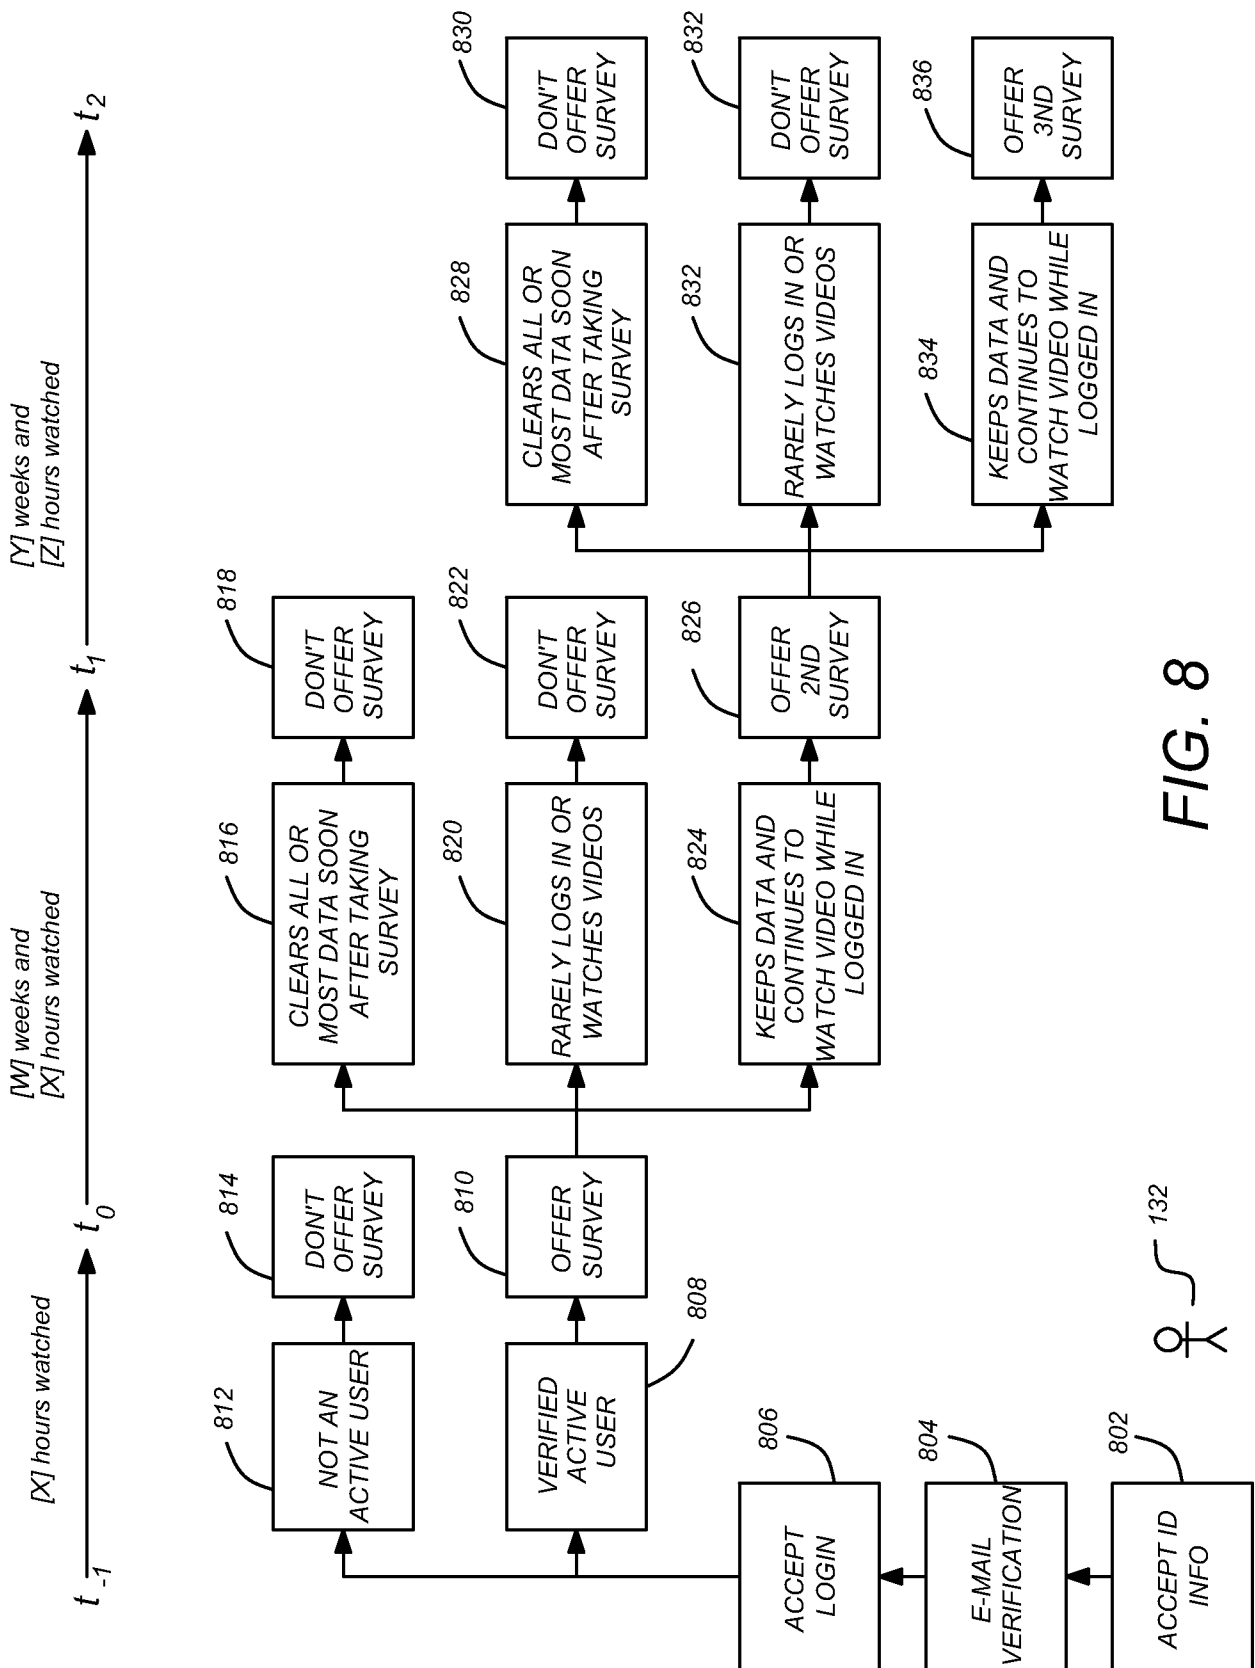 [X] hours watched
[W] weeks and
[X] hours watched
[Y] weeks and
[Z] hours watched
t-1
t0
t1
t2
812
NOT AN
ACTIVE USER
814
DON'T
OFFER
SURVEY
816
CLEARS ALL OR
MOST DATA SOON
AFTER TAKING
SURVEY
818
DON'T
OFFER
SURVEY
808
VERIFIED
ACTIVE
USER
810
OFFER
SURVEY
820
RARELY LOGS IN OR
WATCHES VIDEOS
822
DON'T
OFFER
SURVEY
828
CLEARS ALL OR
MOST DATA SOON
AFTER TAKING
SURVEY
830
DON'T
OFFER
SURVEY
806
ACCEPT
LOGIN
824
KEEPS DATA AND
CONTINUES TO
WATCH VIDEO WHILE
LOGGED IN
826
OFFER
2ND
SURVEY
832
RARELY LOGS IN OR
WATCHES VIDEOS
832
DON'T
OFFER
SURVEY
804
E-MAIL
VERIFICATION
834
KEEPS DATA AND
CONTINUES TO
WATCH VIDEO WHILE
LOGGED IN
836
OFFER
3ND
SURVEY
802
ACCEPT ID
INFO
132
FIG. 8